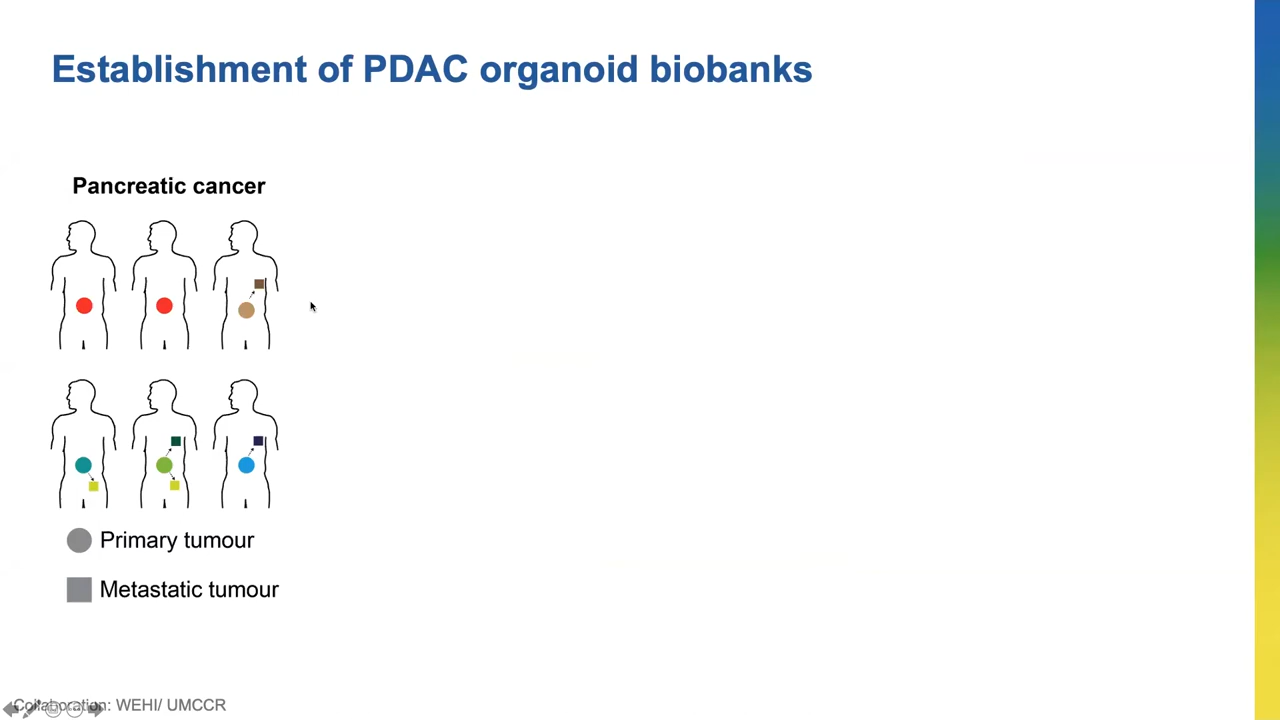 Establishment of PDAC organoid biobanks
Pancreatic cancer
Primary tumour
Metastatic tumour
Collaboration: WEHI/ UMCCR